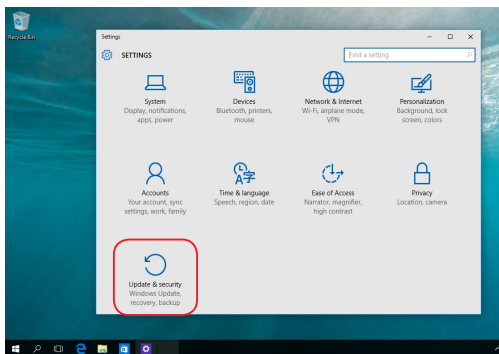 Recycle Bin
Settings
SETTINGS
Find a setting
System
Display, notifications,
apps, power
Devices
Bluetooth, printers,
mouse
Network & Internet
Wi-Fi, airplane mode,
VPN
Personalization
Background, lock
screen, colors
Accounts
Your account, sync
settings, work, family
Time & language
Speech, region, date
Ease of Access
Narrator, magnifier,
high contrast
Privacy
Location, camera
Update & security
Windows Update,
recovery, backup